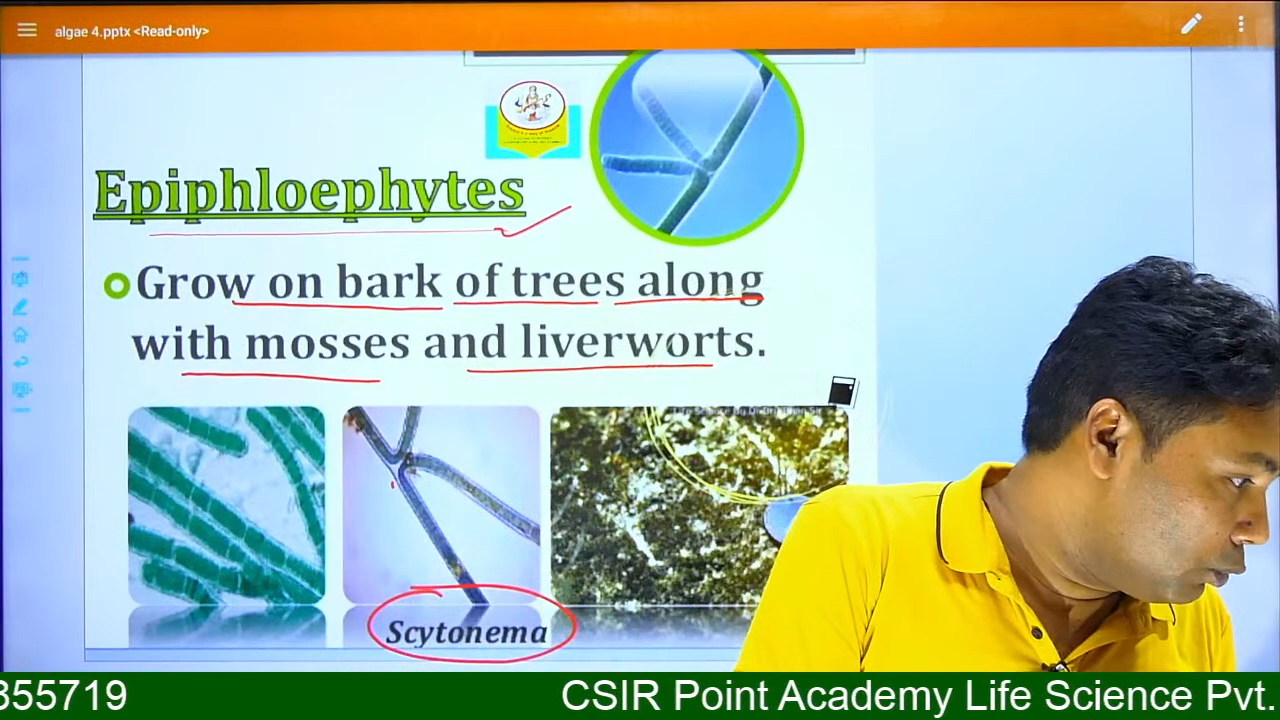 algae 4.pptx <Read-only>
Epiphloephytes
Grow on bark of trees along
with mosses and liverworts.
Scytonema
355719
CSIR Point Academy Life Science Pvt.